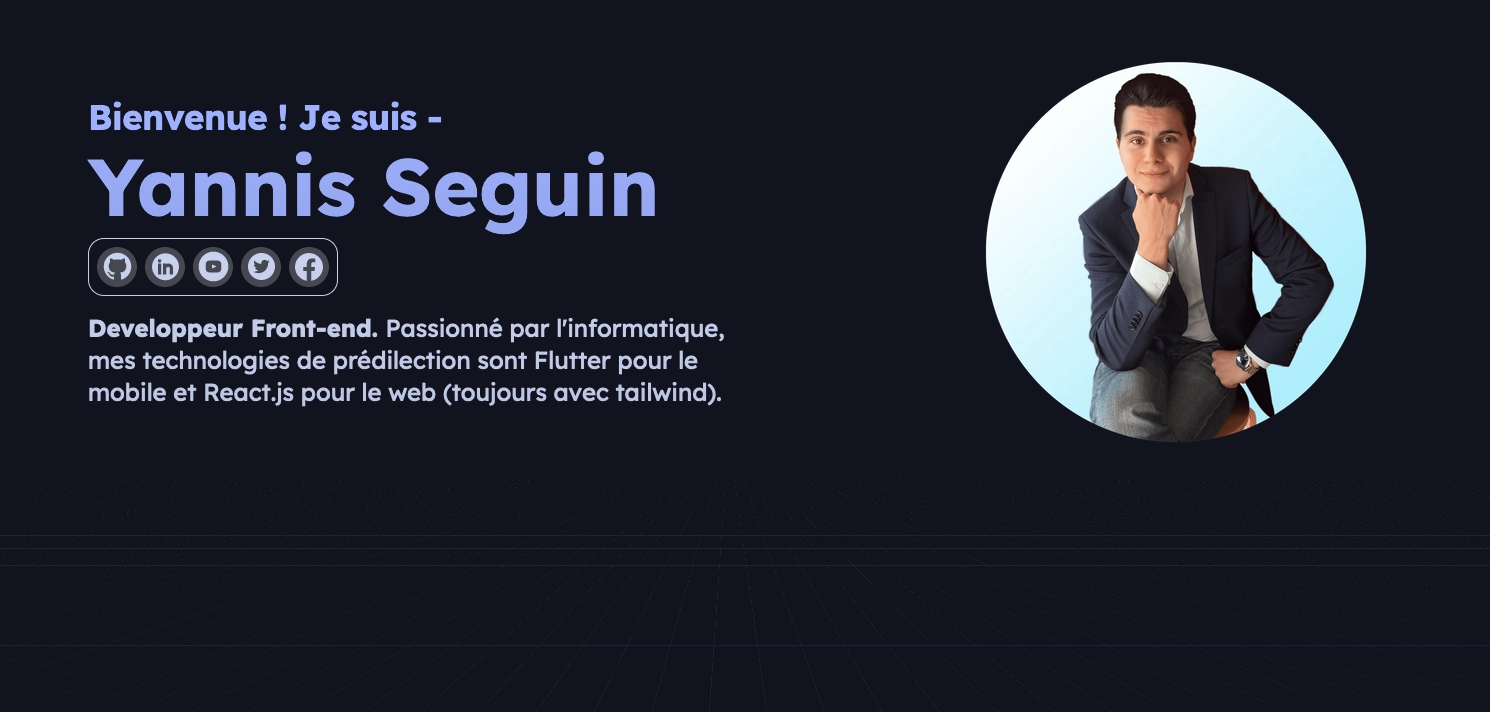 Bienvenue ! Je suis -
Yannis Seguin
Developpeur Front-end. Passionné par l'informatique,
mes technologies de prédilection sont Flutter pour le
mobile et React.js pour le web (toujours avec tailwind).